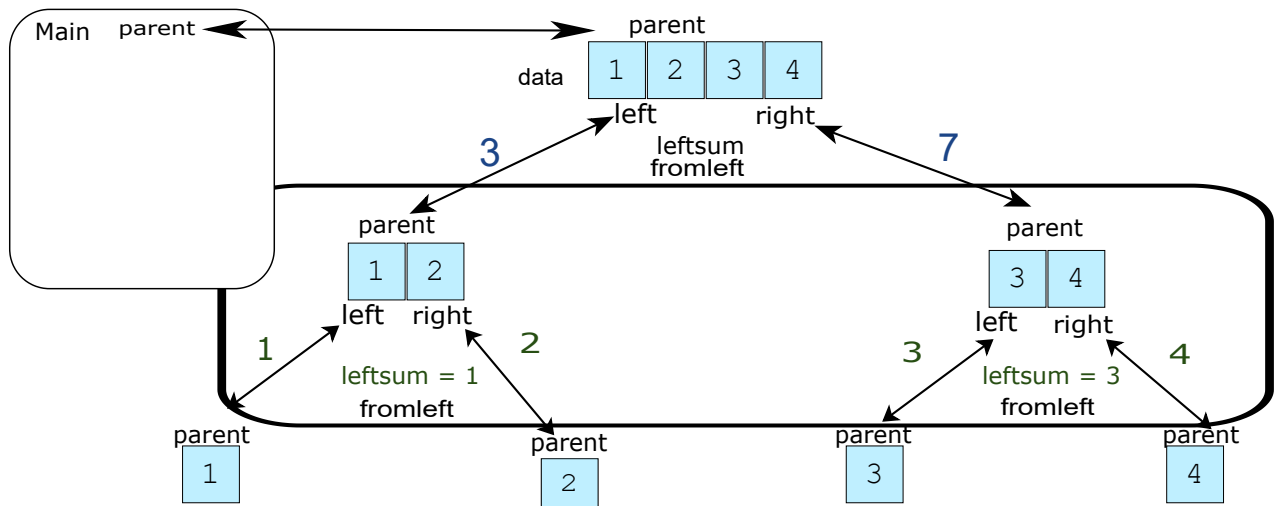 Main parent
parent
data 1 2 3 4
left right
leftsum
fromleft
3 7
parent
1 2
left right
1 2
leftsum = 1
fromleft
parent
3 4
left right
3 4
leftsum = 3
fromleft
parent
1
parent
2
parent
3
parent
4